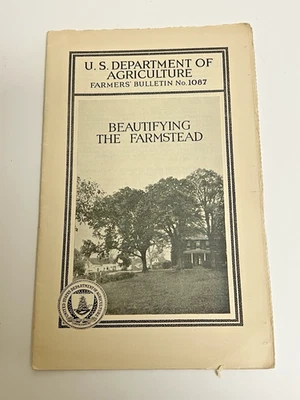 U. S. DEPARTMENT OF
AGRICULTURE
FARMERS' BULLETIN No. 1087
BEAUTIFYING
THE FARMSTEAD